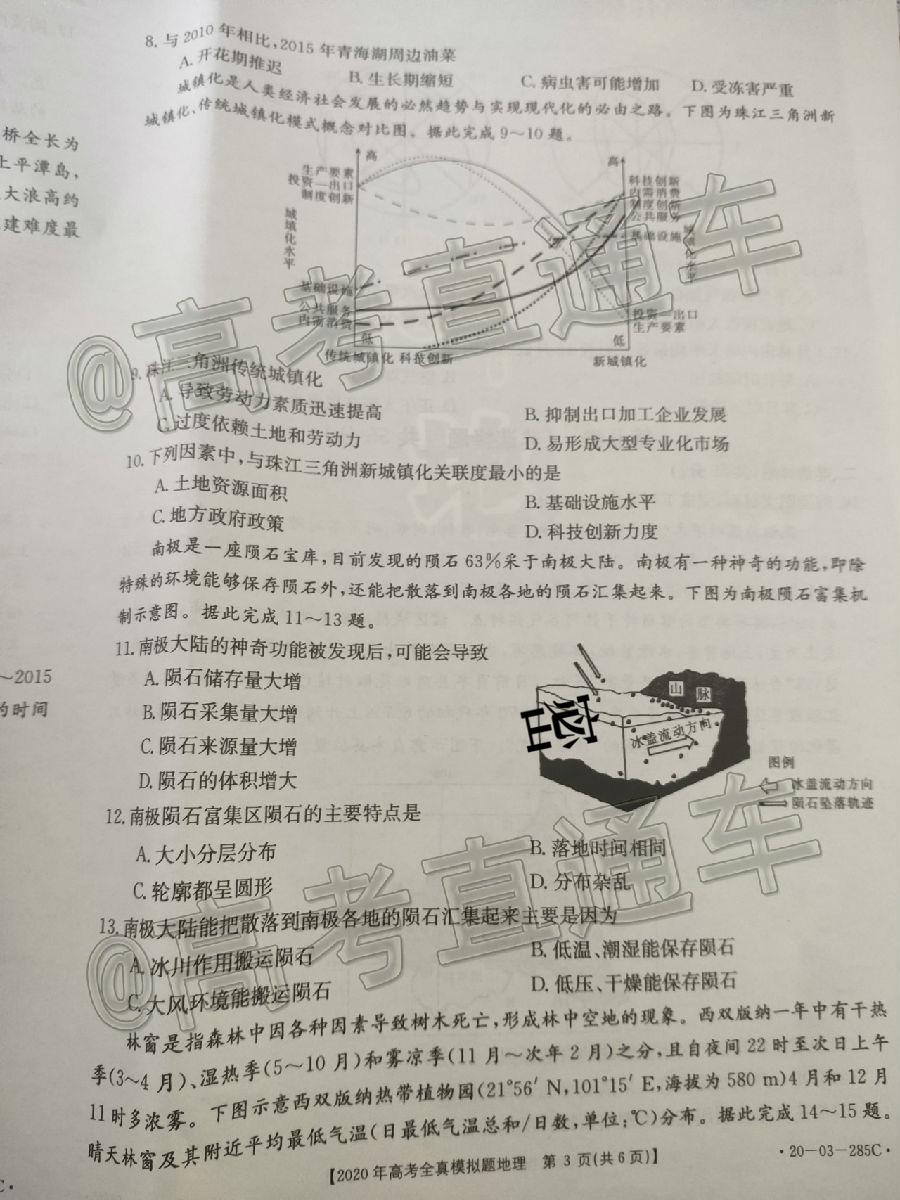 桥全长为
上平潭岛,
大浪高约
建难度最
～2015
的时间
8. 与2010年相比,2015年青海湖周边油菜
A. 开花期推迟 B. 生长期缩短 C. 病虫害可能增加 D. 受冻害严重
城镇化是人类经济社会发展的必然趋势与实现现代化的必由之路。下图为珠江三角洲新
城镇化、传统城镇化模式概念对比图。据此完成9～10题。
高
生产要素
投资—出口
制度创新
城镇化水平
基础设施
公共服务
内需消费
低
传统城镇化 科技创新
高
科技创新
内需消费
制度创新
公共服务
基础设施
城镇化水平
投资—出口
生产要素
低
新城镇化
9. 珠江三角洲传统城镇化
A. 导致劳动力素质迅速提高 B. 抑制出口加工企业发展
C. 过度依赖土地和劳动力 D. 易形成大型专业化市场
10. 下列因素中,与珠江三角洲新城镇化关联度最小的是
A. 土地资源面积 B. 基础设施水平
C. 地方政府政策 D. 科技创新力度
南极是一座陨石宝库,目前发现的陨石63%采于南极大陆。南极有一种神奇的功能,即除
特殊的环境能够保存陨石外,还能把散落到南极各地的陨石汇集起来。下图为南极陨石富集机
制示意图。据此完成11～13题。
11. 南极大陆的神奇功能被发现后,可能会导致
A. 陨石储存量大增
B. 陨石采集量大增
C. 陨石来源量大增
D. 陨石的体积增大
山脉
冰盖流动方向
图例
冰盖流动方向
陨石坠落轨迹
12. 南极陨石富集区陨石的主要特点是
A. 大小分层分布 B. 落地时间相同
C. 轮廓都呈圆形 D. 分布杂乱
13. 南极大陆能把散落到南极各地的陨石汇集起来主要是因为
A. 冰川作用搬运陨石 B. 低温、潮湿能保存陨石
C. 大风环境能搬运陨石 D. 低压、干燥能保存陨石
林窗是指森林中因各种因素导致树木死亡,形成林中空地的现象。西双版纳一年中有干热
季(3～4月)、湿热季(5～10月)和雾凉季(11月～次年2月)之分,且自夜间22时至次日上午
11时多浓雾。下图示意西双版纳热带植物园(21°56′N,101°15′E,海拔为580 m)4月和12月
晴天林窗及其附近平均最低气温(日最低气温总和/日数,单位:℃)分布。据此完成14～15题。
【2020年高考全真模拟题地理 第3页(共6页)】
·20-03-285C·
C·
@高考直通车
@高考直通车